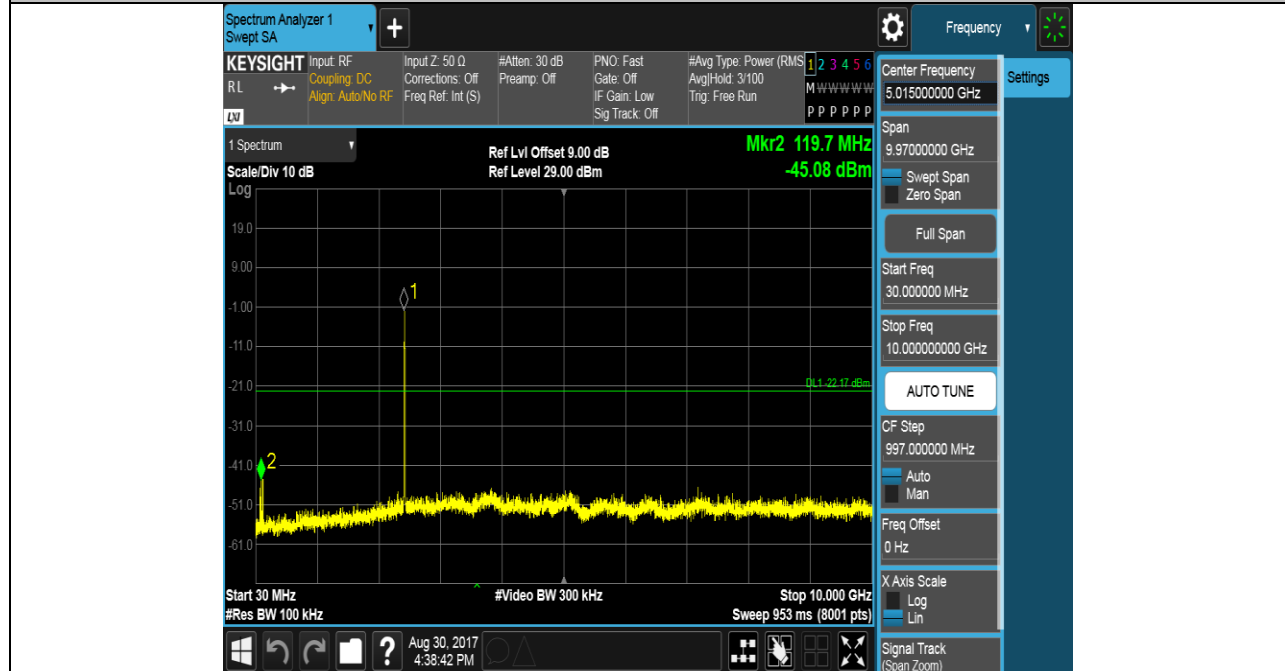 Spectrum Analyzer 1
Swept SA
+
Frequency
KEYSIGHT
RL
LXI
Input: RF
Coupling: DC
Align: Auto/No RF
Input Z: 50 Ω
Corrections: Off
Freq Ref: Int (S)
#Atten: 30 dB
Preamp: Off
PNO: Fast
Gate: Off
IF Gain: Low
Sig Track: Off
#Avg Type: Power (RMS
Avg|Hold: 3/100
Trig: Free Run
1 2 3 4 5 6
M W W W W W
P P P P P P
1 Spectrum
Scale/Div 10 dB
Log
Ref Lvl Offset 9.00 dB
Ref Level 29.00 dBm
Mkr2 119.7 MHz
-45.08 dBm
19.0
9.00
-1.00
-11.0
-21.0
-31.0
-41.0
-51.0
-61.0
1
2
DL1 -22.17 dBm
Start 30 MHz
#Res BW 100 kHz
#Video BW 300 kHz
Stop 10.000 GHz
Sweep 953 ms (8001 pts)
?
Aug 30, 2017
4:38:42 PM
Center Frequency
5.015000000 GHz
Settings
Span
9.97000000 GHz
Swept Span
Zero Span
Full Span
Start Freq
30.000000 MHz
Stop Freq
10.000000000 GHz
AUTO TUNE
CF Step
997.000000 MHz
Auto
Man
Freq Offset
0 Hz
X Axis Scale
Log
Lin
Signal Track
(Span Zoom)